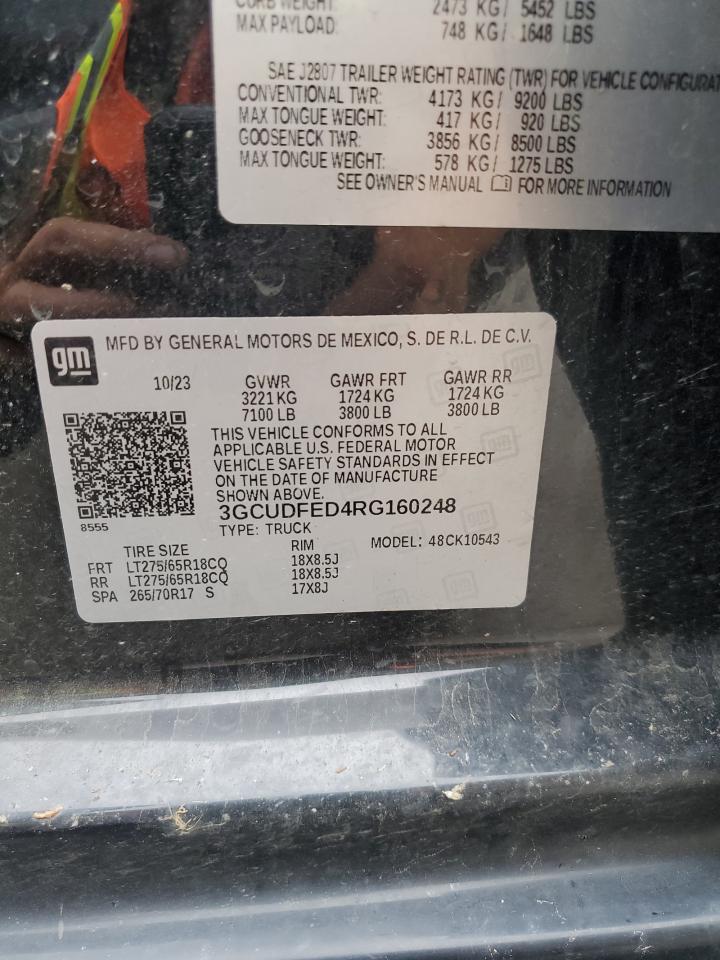 CURB WEIGHT: 2473 KG/ 5452 LBS
MAX PAYLOAD: 748 KG/ 1648 LBS
SAE J2807 TRAILER WEIGHT RATING (TWR) FOR VEHICLE
CONVENTIONAL TWR: 4173 KG/ 9200 LBS
MAX TONGUE WEIGHT: 417 KG/ 920 LBS
GOOSENECK TWR: 3856 KG/ 8500 LBS
MAX TONGUE WEIGHT: 578 KG/ 1275 LBS
SEE OWNER'S MANUAL FOR MORE INFORMATION
gm MFD BY GENERAL MOTORS DE MEXICO, S. DE R.L. DE C.V.
10/23 GVWR GAWR FRT GAWR RR
3221 KG 1724 KG 1724 KG
7100 LB 3800 LB 3800 LB
THIS VEHICLE CONFORMS TO ALL
APPLICABLE U.S. FEDERAL MOTOR
VEHICLE SAFETY STANDARDS IN EFFECT
ON THE DATE OF MANUFACTURE
SHOWN ABOVE.
8555
3GCUDFED4RG160248
TYPE: TRUCK MODEL: 48CK10543
TIRE SIZE RIM
FRT LT275/65R18CQ 18X8.5J
RR LT275/65R18CQ 18X8.5J
SPA 265/70R17 S 17X8J